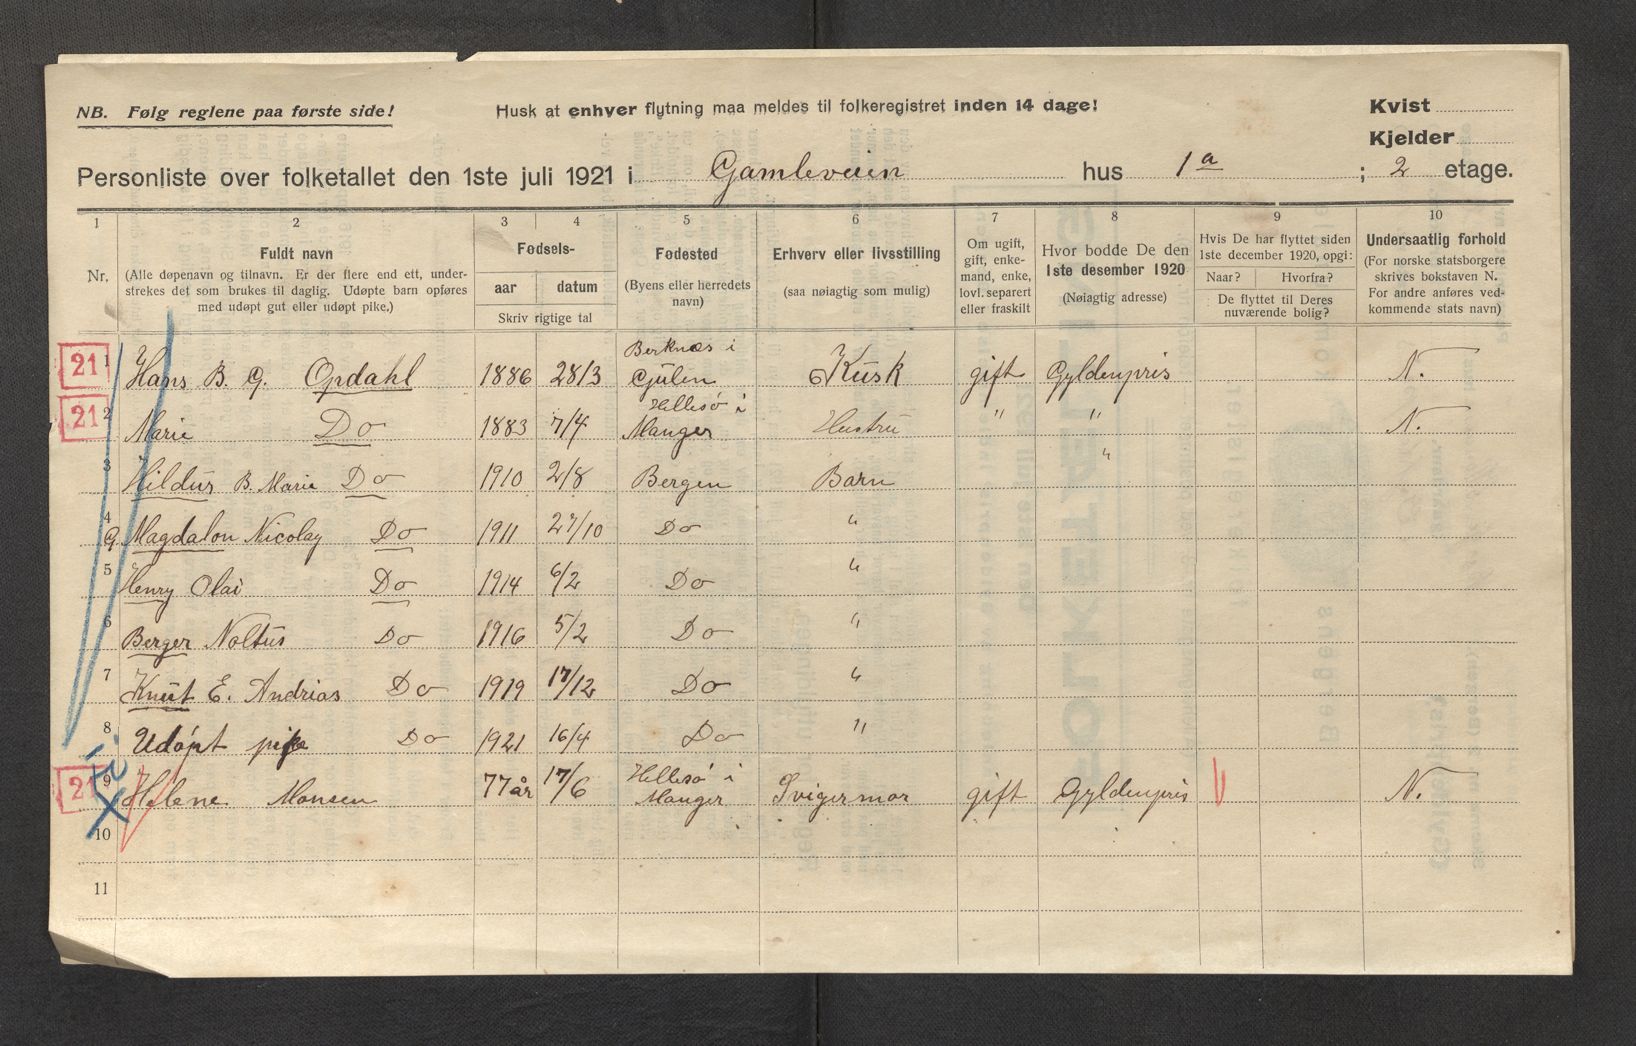 NB. Følg reglene paa første side!
Husk at enhver flytning maa meldes til folkeregistret inden 14 dage!
Kvist
Kjelder
Personliste over folketallet den 1ste juli 1921 i Gamleveien hus 1a ; 2 etage.
1 2 3 4 5 6 7 8 9 10
Nr.
Fuldt navn
(Alle døpenavn og tilnavn. Er der flere end ett, under-
strekes det som brukes til daglig. Udøpte barn opføres
med udøpt gut eller udøpt pike.)
Fødsels-
aar datum
Skriv rigtige tal
Fødested
(Byens eller herredets
navn)
Erhverv eller livsstilling
(saa nøiagtig som mulig)
Om ugift,
gift, enke-
mand, enke,
lovl. separert
eller fraskilt
Hvor bodde De den
1ste desember 1920
(Nøiagtig adresse)
Hvis De har flyttet siden
1ste december 1920, opgi:
Naar? Hvorfra?
De flyttet til Deres
nuværende bolig?
Undersaatlig forhold
(For norske statsborgere
skrives bokstaven N.
For andre anføres ved-
kommende stats navn)
21 1 Hans B. G. Opdahl 1886 28/3 Berknæs i Gulen Kusk gift Gyldenpris N.
21 2 Marie Do 1883 7/4 Hellesø i Manger Hustru " " N.
3 Hildur B. Marie Do 1910 2/8 Bergen Barn "
4 G Magdalon Nicolay Do 1911 27/10 Do "
5 Henry Olai Do 1914 6/2 Do "
6 Berger Noltus Do 1916 5/2 Do "
7 Knut E. Andrias Do 1919 17/12 Do "
8 Udöpt pike Do 1921 16/4 Do "
21 9 Helene Monsen 77 år 17/6 Hellesö i Manger Svigermor gift Gyldenpris N.
10
11